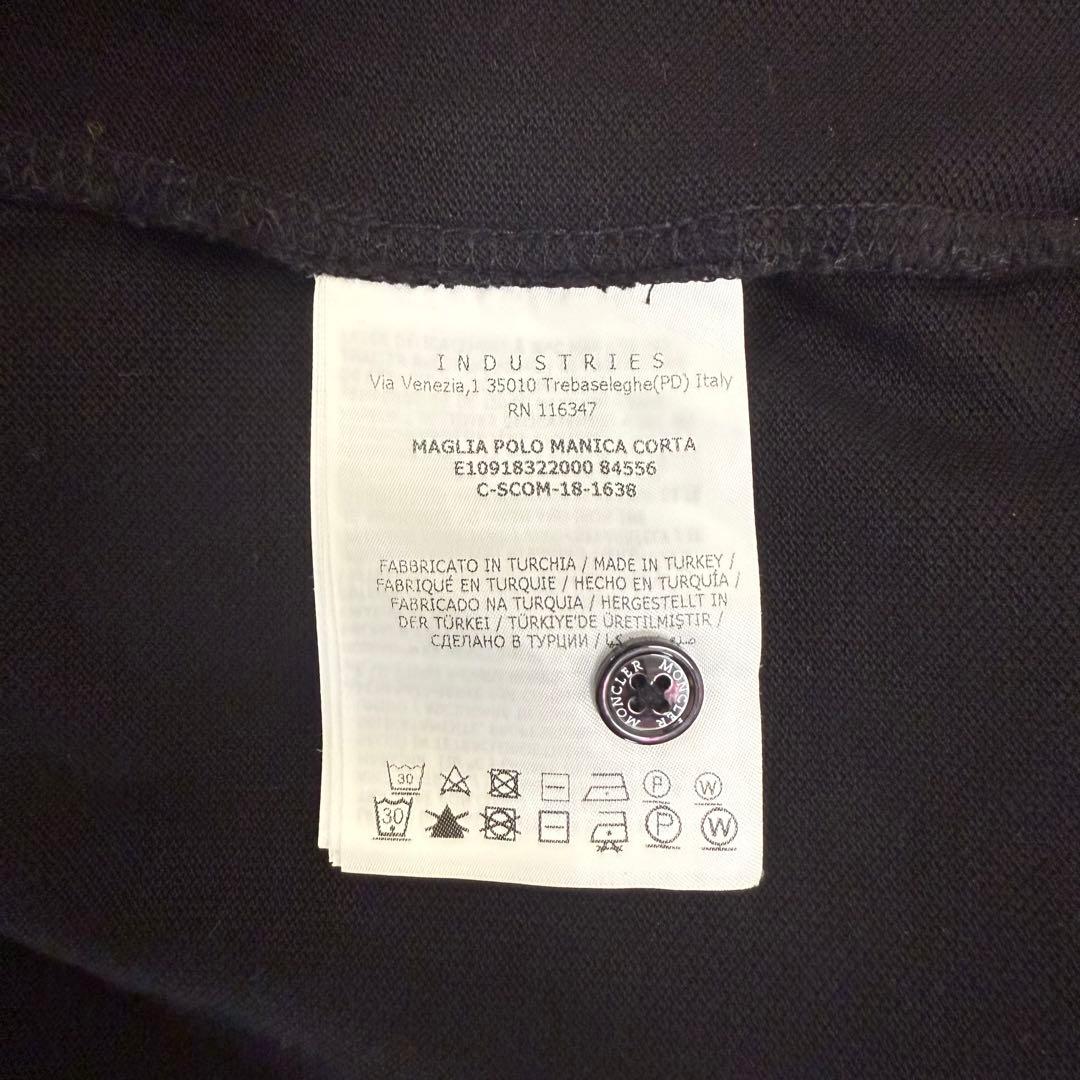 INDUSTRIES
Via Venezia,1 35010 Trebaseleghe(PD) Italy
RN 116347
MAGLIA POLO MANICA CORTA
E10918322000 84556
C-SCOM-18-1638
FABBRICATO IN TURCHIA / MADE IN TURKEY /
FABRIQUÉ EN TURQUIE / HECHO EN TURQUÍA /
FABRICADO NA TURQUIA / HERGESTELLT IN
DER TÜRKEI / TÜRKIYE'DE ÜRETILMIŞTIR /
СДЕЛАНО В ТУРЦИИ /
MONCLER MONCLER
30 P W
30 P W